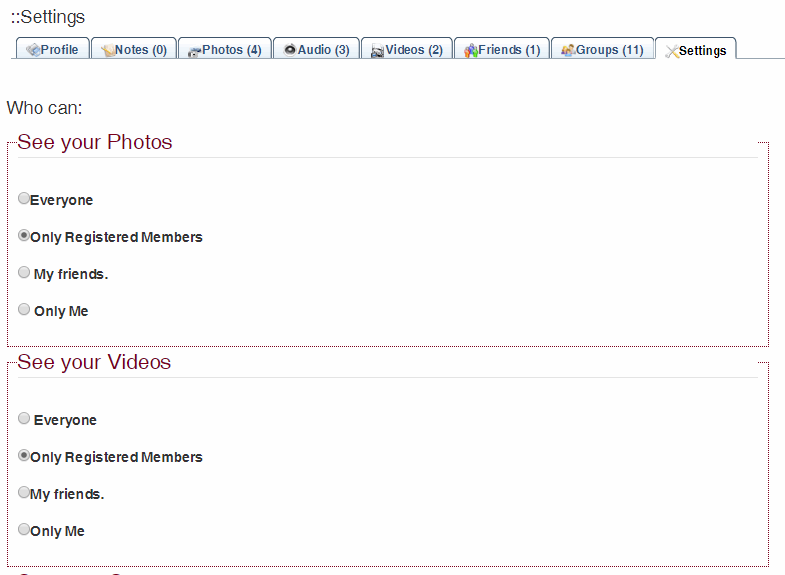 ::Settings
Profile Notes (0) Photos (4) Audio (3) Videos (2) Friends (1) Groups (11) Settings
Who can:
See your Photos
Everyone
Only Registered Members
My friends.
Only Me
See your Videos
Everyone
Only Registered Members
My friends.
Only Me